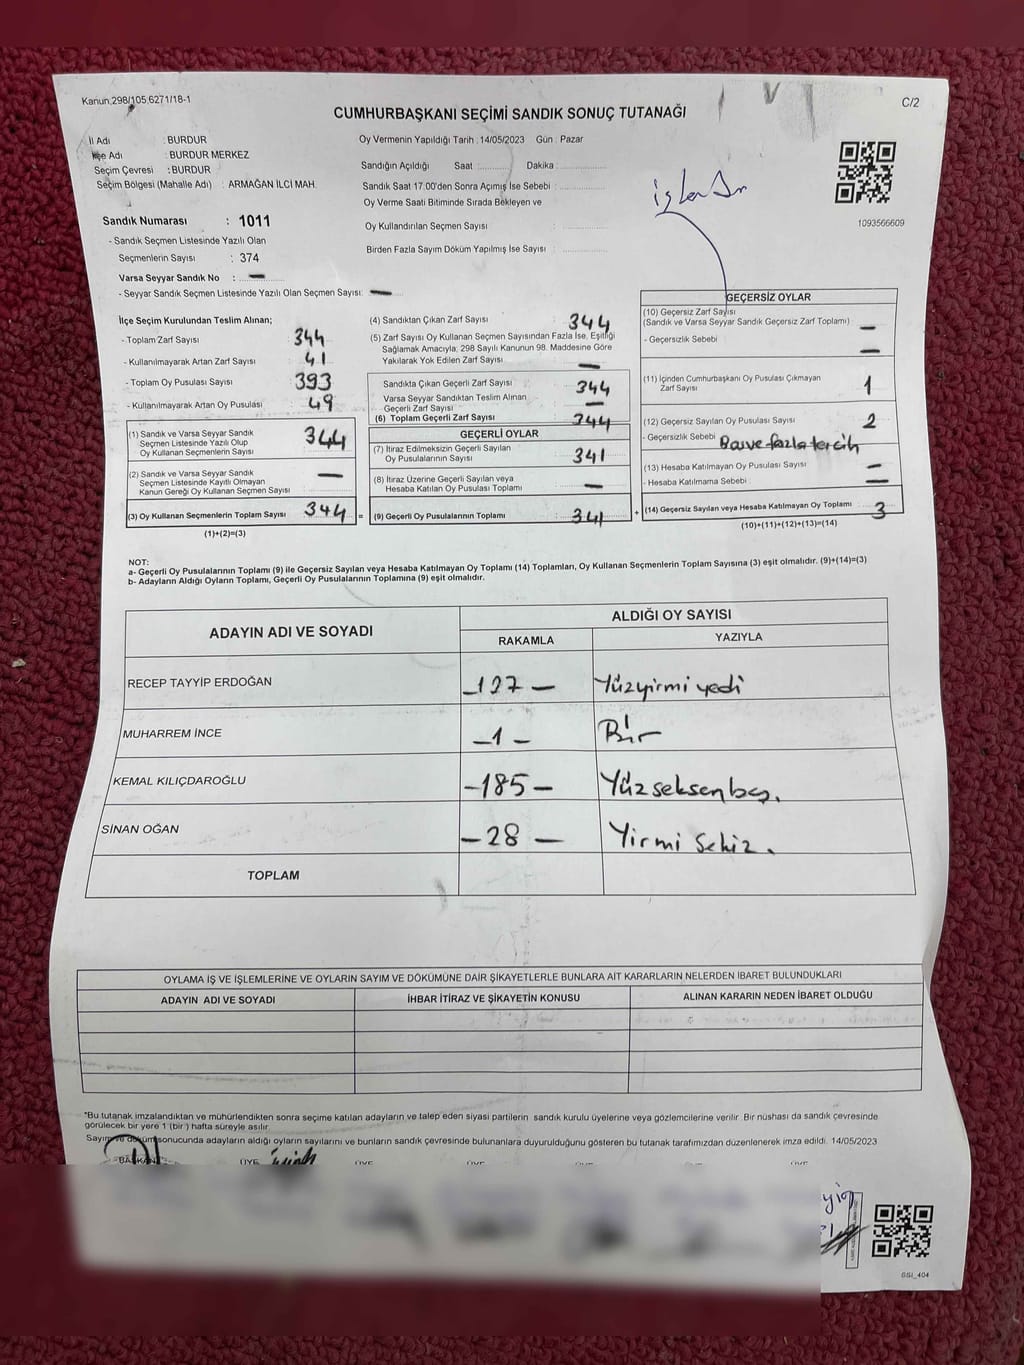 Kanun,298/105,6271/18-1
C/2
CUMHURBAŞKANI SEÇİMİ SANDIK SONUÇ TUTANAĞI
İl Adı : BURDUR
İlçe Adı : BURDUR MERKEZ
Seçim Çevresi : BURDUR
Seçim Bölgesi (Mahalle Adı) : ARMAĞAN İLCİ MAH.
Sandık Numarası : 1011
- Sandık Seçmen Listesinde Yazılı Olan
Seçmenlerin Sayısı : 374
Varsa Seyyar Sandık No : —
- Seyyar Sandık Seçmen Listesinde Yazılı Olan Seçmen Sayısı: —
Oy Vermenin Yapıldığı Tarih : 14/05/2023 Gün : Pazar
Sandığın Açıldığı Saat :.......... Dakika :..........
Sandık Saat 17.00'den Sonra Açımış İse Sebebi :..........
Oy Verme Saati Bitiminde Sırada Bekleyen ve
Oy Kullandırılan Seçmen Sayısı :..........
Birden Fazla Sayım Döküm Yapılmış İse Sayısı :..........
1093566609
İlçe Seçim Kurulundan Teslim Alınan;
- Toplam Zarf Sayısı 344
- Kullanılmayarak Artan Zarf Sayısı 41
- Toplam Oy Pusulası Sayısı 393
- Kullanılmayarak Artan Oy Pusulası 49
(1) Sandık ve Varsa Seyyar Sandık
Seçmen Listesinde Yazılı Olup
Oy Kullanan Seçmenlerin Sayısı 344
(2) Sandık ve Varsa Seyyar Sandık
Seçmen Listesinde Kayıtlı Olmayan
Kanun Gereği Oy Kullanan Seçmen Sayısı —
(3) Oy Kullanan Seçmenlerin Toplam Sayısı 344 =
(1)+(2)=(3)
(4) Sandıktan Çıkan Zarf Sayısı 344
(5) Zarf Sayısı Oy Kullanan Seçmen Sayısından Fazla İse, Eşitliği
Sağlamak Amacıyla; 298 Sayılı Kanunun 98. Maddesine Göre
Yakılarak Yok Edilen Zarf Sayısı —
Sandıkta Çıkan Geçerli Zarf Sayısı 344
Varsa Seyyar Sandıktan Teslim Alınan
Geçerli Zarf Sayısı —
(6) Toplam Geçerli Zarf Sayısı 344
GEÇERLİ OYLAR
(7) İtiraz Edilmeksizin Geçerli Sayılan
Oy Pusulalarının Sayısı 341
(8) İtiraz Üzerine Geçerli Sayılan veya
Hesaba Katılan Oy Pusulası Toplamı —
(9) Geçerli Oy Pusulalarının Toplamı : 341 +
GEÇERSİZ OYLAR
(10) Geçersiz Zarf Sayısı
(Sandık ve Varsa Seyyar Sandık Geçersiz Zarf Toplamı) —
- Geçersizlik Sebebi —
(11) İçinden Cumhurbaşkanı Oy Pusulası Çıkmayan
Zarf Sayısı 1
(12) Geçersiz Sayılan Oy Pusulası Sayısı 2
- Geçersizlik Sebebi
(13) Hesaba Katılmayan Oy Pusulası Sayısı —
- Hesaba Katılmama Sebebi —
(14) Geçersiz Sayılan veya Hesaba Katılmayan Oy Toplamı 3
(10)+(11)+(12)+(13)=(14)
NOT:
a- Geçerli Oy Pusulalarının Toplamı (9) ile Geçersiz Sayılan veya Hesaba Katılmayan Oy Toplamı (14) Toplamları, Oy Kullanan Seçmenlerin Toplam Sayısına (3) eşit olmalıdır. (9)+(14)=(3)
b- Adayların Aldığı Oyların Toplamı, Geçerli Oy Pusulalarının Toplamına (9) eşit olmalıdır.
ADAYIN ADI VE SOYADI
ALDIĞI OY SAYISI
RAKAMLA YAZIYLA
RECEP TAYYİP ERDOĞAN —127— Yüzyirmi yedi
MUHARREM İNCE —1— Bir
KEMAL KILIÇDAROĞLU —185— Yüzseksenbeş.
SİNAN OĞAN —28— Yirmi Sekiz.
TOPLAM
OYLAMA İŞ VE İŞLEMLERİNE VE OYLARIN SAYIM VE DÖKÜMÜNE DAİR ŞİKAYETLERLE BUNLARA AİT KARARLARIN NELERDEN İBARET BULUNDUKLARI
ADAYIN ADI VE SOYADI İHBAR İTİRAZ VE ŞİKAYETİN KONUSU ALINAN KARARIN NEDEN İBARET OLDUĞU
*Bu tutanak imzalandıktan ve mühürlendikten sonra seçime katılan adayların ve talep eden siyasi partilerin sandık kurulu üyelerine veya gözlemcilerine verilir. Bir nüshası da sandık çevresinde
görülecek bir yere 1 (bir) hafta süreyle asılır.
Sayım ve döküm sonucunda adayların aldığı oyların sayılarını ve bunların sandık çevresinde bulunanlara duyurulduğunu gösteren bu tutanak tarafımızdan düzenlenerek imza edildi. 14/05/2023
BAŞKAN ÜYE ÜYE ÜYE ÜYE ÜYE ÜYE
SSİ_404